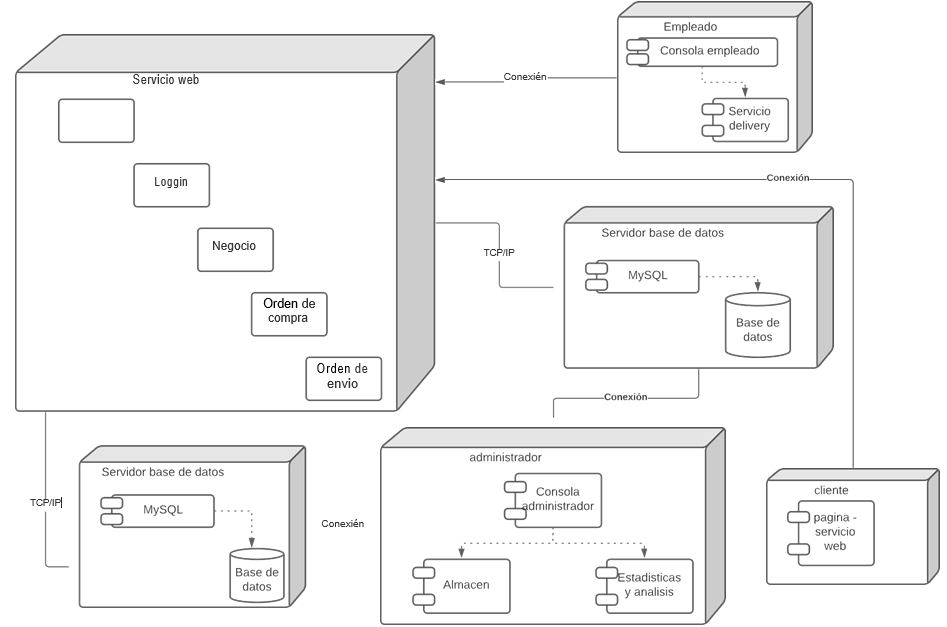 Empleado
Consola empleado
Servicio
delivery
Conexién
Servicio web
Loggin
Negocio
Orden de
compra
Orden de
envio
Conexión
TCP/IP
Servidor base de datos
MySQL
Base de
datos
Conexión
TCP/IP
Servidor base de datos
MySQL
Base de
datos
Conexién
administrador
Consola
administrador
Almacen
Estadisticas
y analisis
cliente
pagina -
servicio
web